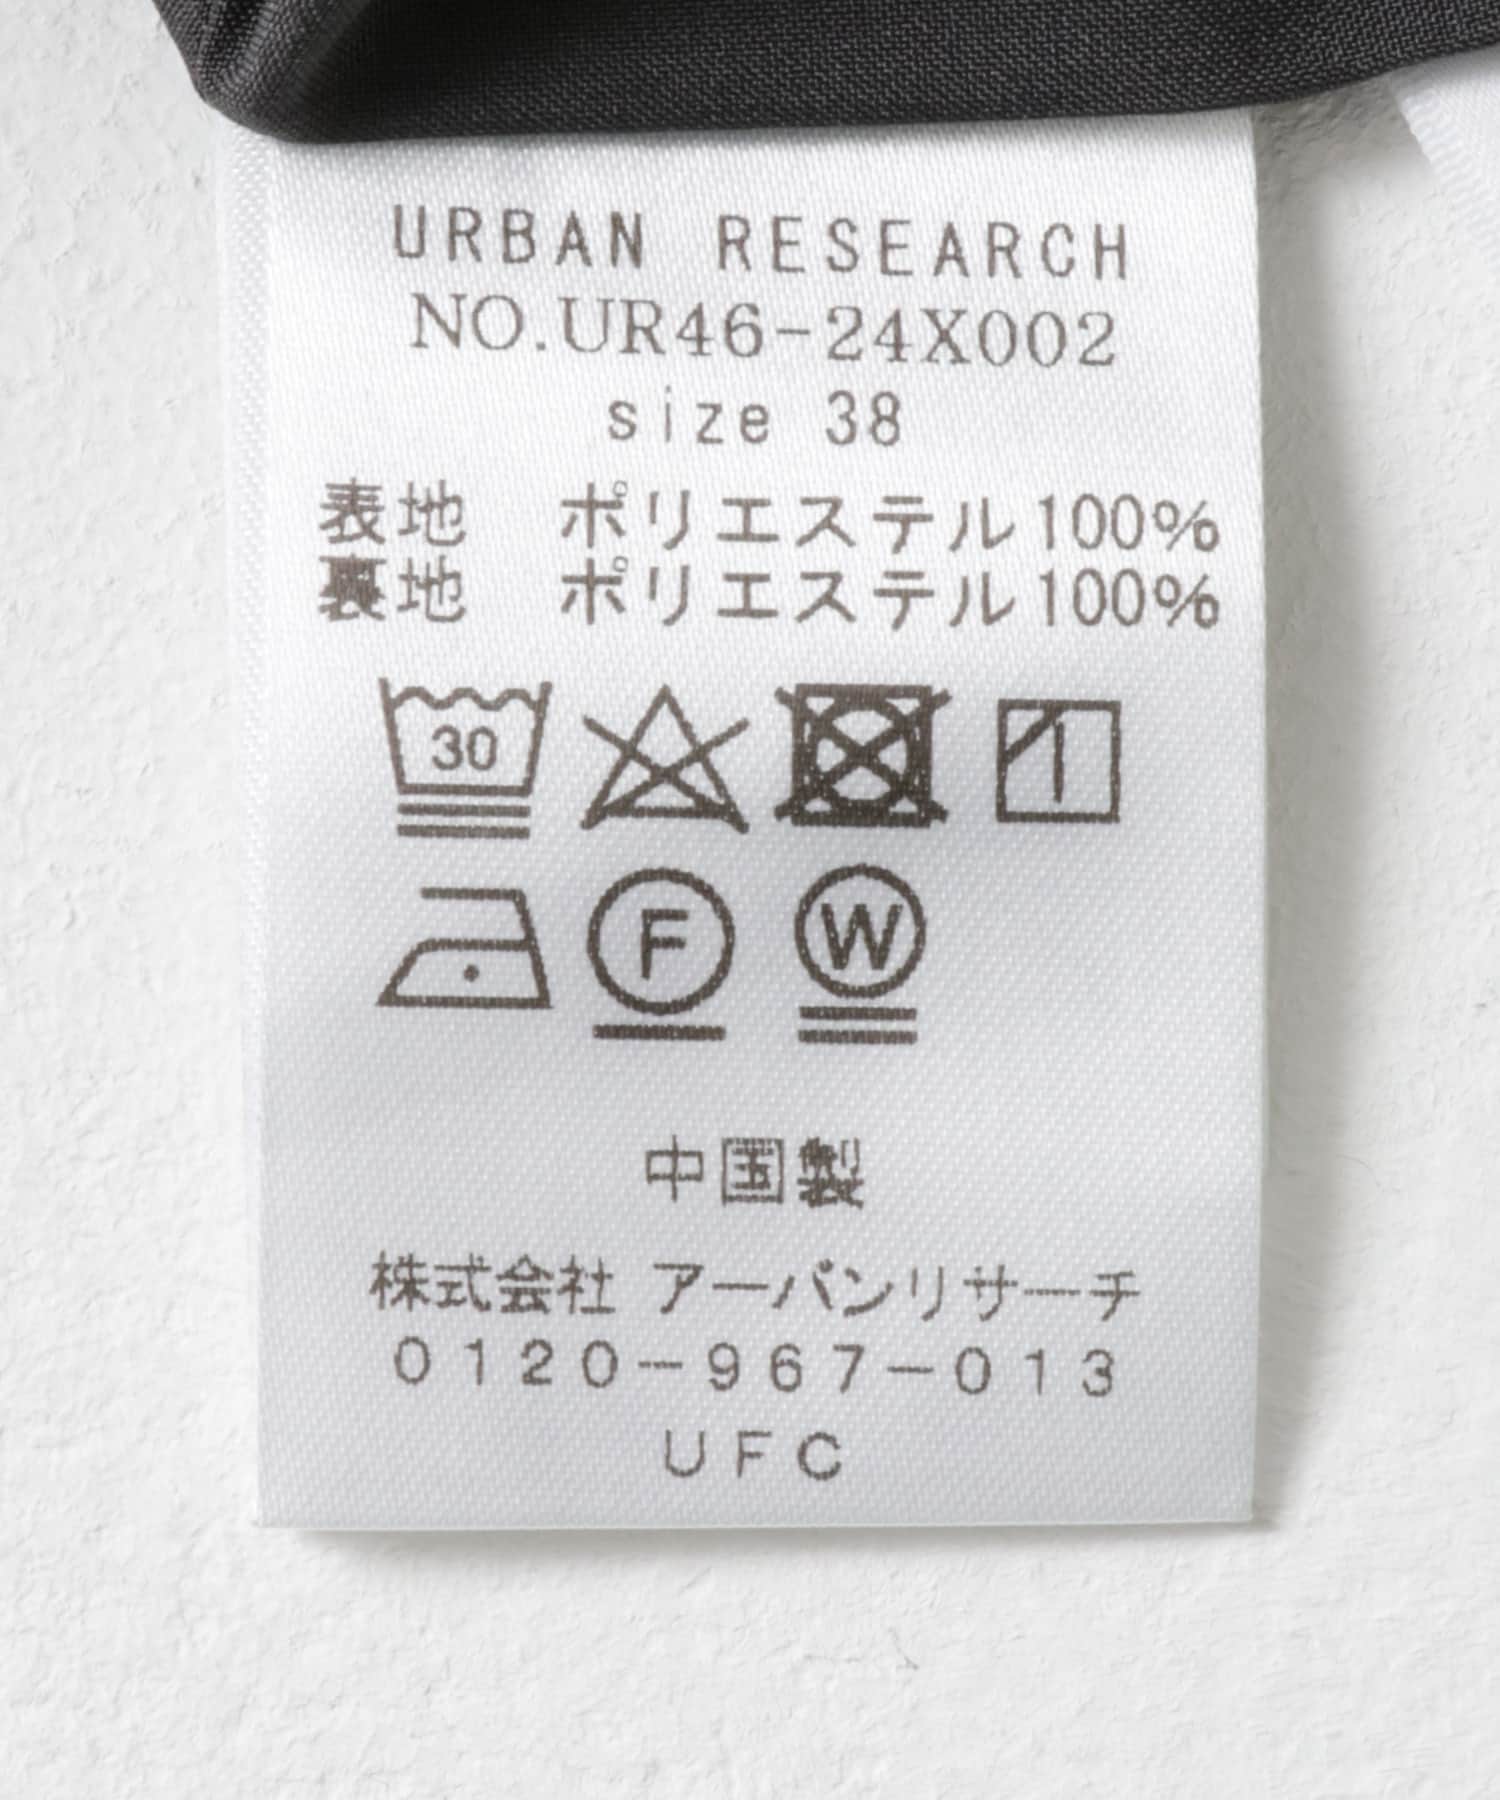 URBAN RESEARCH
NO.UR46-24X002
size 38
表地 ポリエステル100%
裏地 ポリエステル100%
30
F W
中国製
株式会社 アーバンリサーチ
0120-967-013
UFC